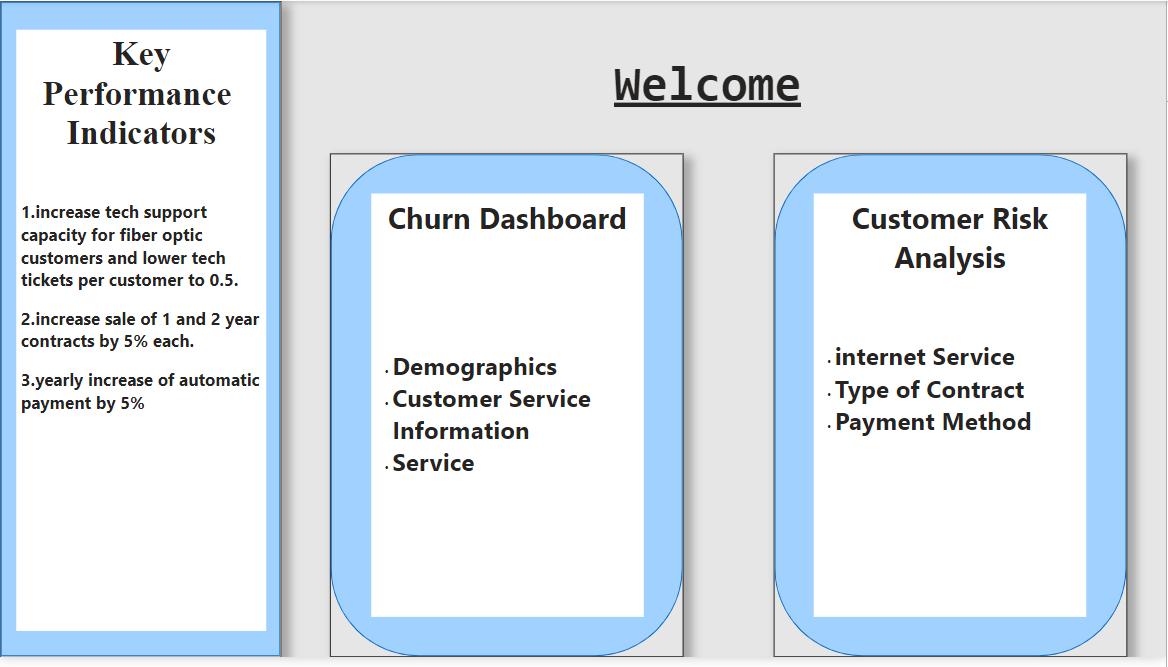 Key
Performance
Indicators
1.increase tech support
capacity for fiber optic
customers and lower tech
tickets per customer to 0.5.
2.increase sale of 1 and 2 year
contracts by 5% each.
3.yearly increase of automatic
payment by 5%
Welcome
Churn Dashboard
. Demographics
. Customer Service
Information
. Service
Customer Risk
Analysis
. internet Service
. Type of Contract
. Payment Method